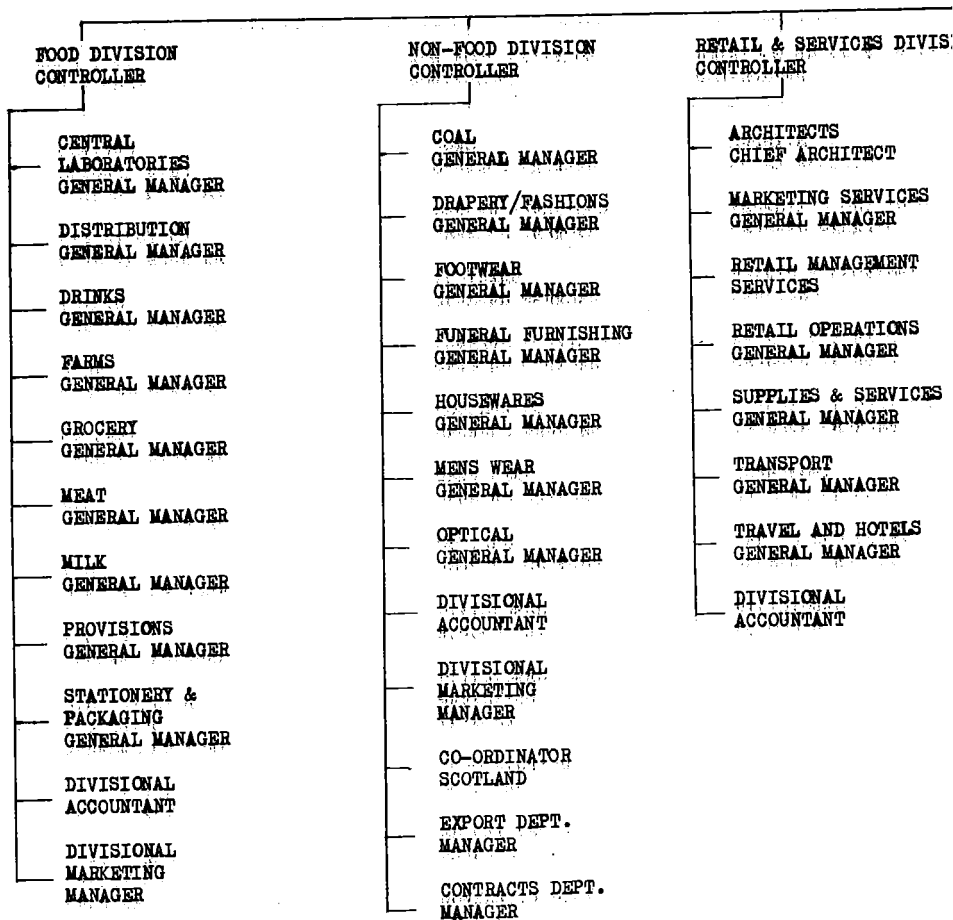 FOOD DIVISION
CONTROLLER
CENTRAL
LABORATORIES
GENERAL MANAGER
DISTRIBUTION
GENERAL MANAGER
DRINKS
GENERAL MANAGER
FARMS
GENERAL MANAGER
GROCERY
GENERAL MANAGER
MEAT
GENERAL MANAGER
MILK
GENERAL MANAGER
PROVISIONS
GENERAL MANAGER
STATIONERY &
PACKAGING
GENERAL MANAGER
DIVISIONAL
ACCOUNTANT
DIVISIONAL
MARKETING
MANAGER
NON-FOOD DIVISION
CONTROLLER
COAL
GENERAL MANAGER
DRAPERY/FASHIONS
GENERAL MANAGER
FOOTWEAR
GENERAL MANAGER
FUNERAL FURNISHING
GENERAL MANAGER
HOUSEWARES
GENERAL MANAGER
MENS WEAR
GENERAL MANAGER
OPTICAL
GENERAL MANAGER
DIVISIONAL
ACCOUNTANT
DIVISIONAL
MARKETING
MANAGER
CO-ORDINATOR
SCOTLAND
EXPORT DEPT.
MANAGER
CONTRACTS DEPT.
MANAGER
RETAIL & SERVICES DIVIS
CONTROLLER
ARCHITECTS
CHIEF ARCHITECT
MARKETING SERVICES
GENERAL MANAGER
RETAIL MANAGEMENT
SERVICES
RETAIL OPERATIONS
GENERAL MANAGER
SUPPLIES & SERVICES
GENERAL MANAGER
TRANSPORT
GENERAL MANAGER
TRAVEL AND HOTELS
GENERAL MANAGER
DIVISIONAL
ACCOUNTANT